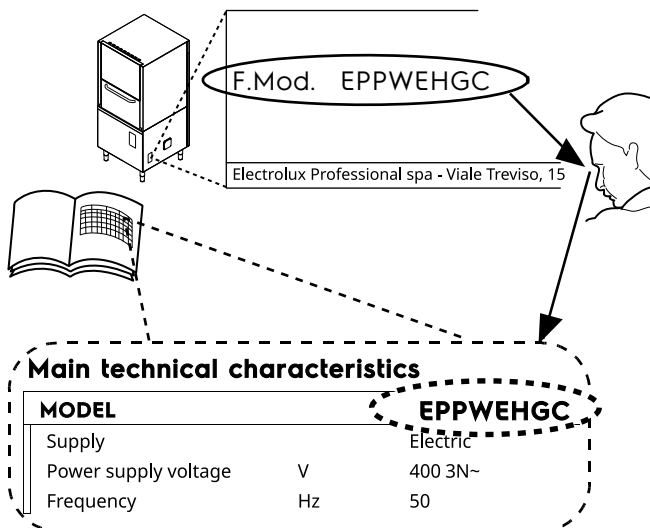 F.Mod. EPPWEHGC
Electrolux Professional spa - Viale Treviso, 15
Main technical characteristics
MODEL EPPWEHGC
Supply Electric
Power supply voltage V 400 3N~
Frequency Hz 50